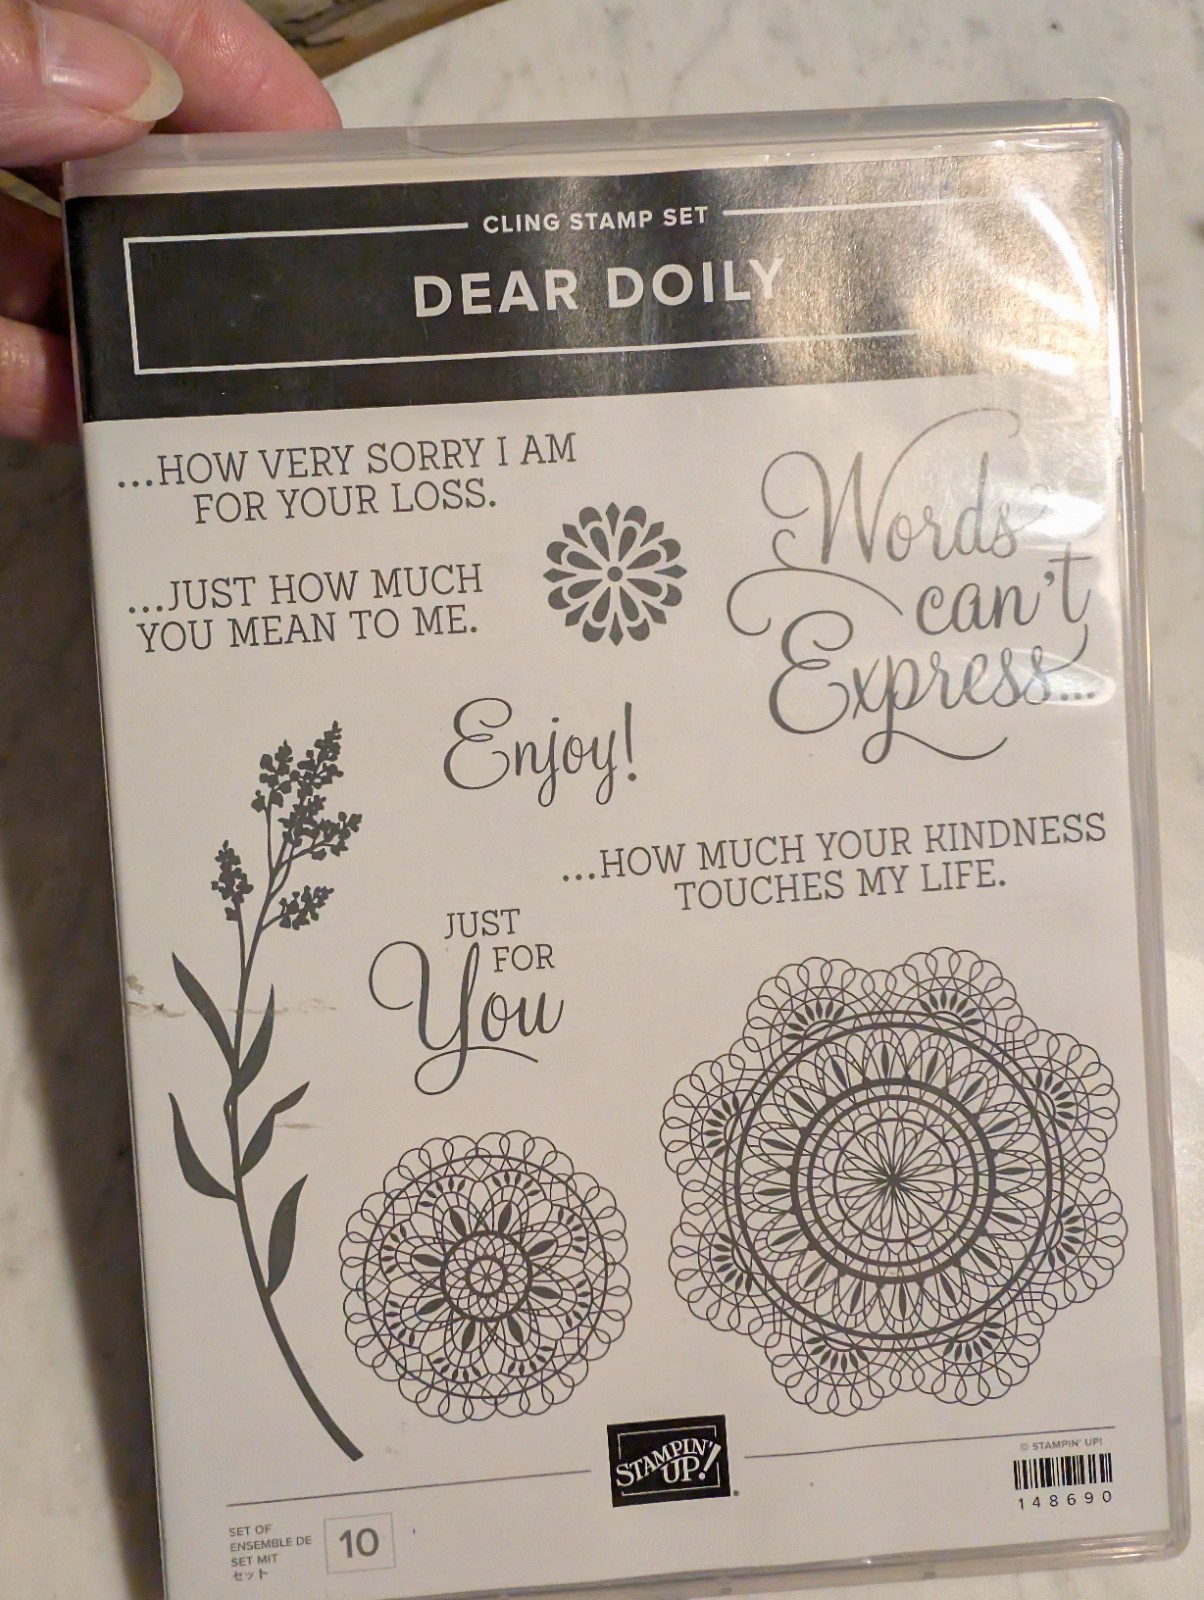 CLING STAMP SET
DEAR DOILY
...HOW VERY SORRY I AM
FOR YOUR LOSS.
Words
can't
Express...
...JUST HOW MUCH
YOU MEAN TO ME.
Enjoy!
...HOW MUCH YOUR KINDNESS
TOUCHES MY LIFE.
JUST
FOR
You
STAMPIN'
UP!
®
© STAMPIN' UP!
148690
SET OF
ENSEMBLE DE
SET MIT
セット
10